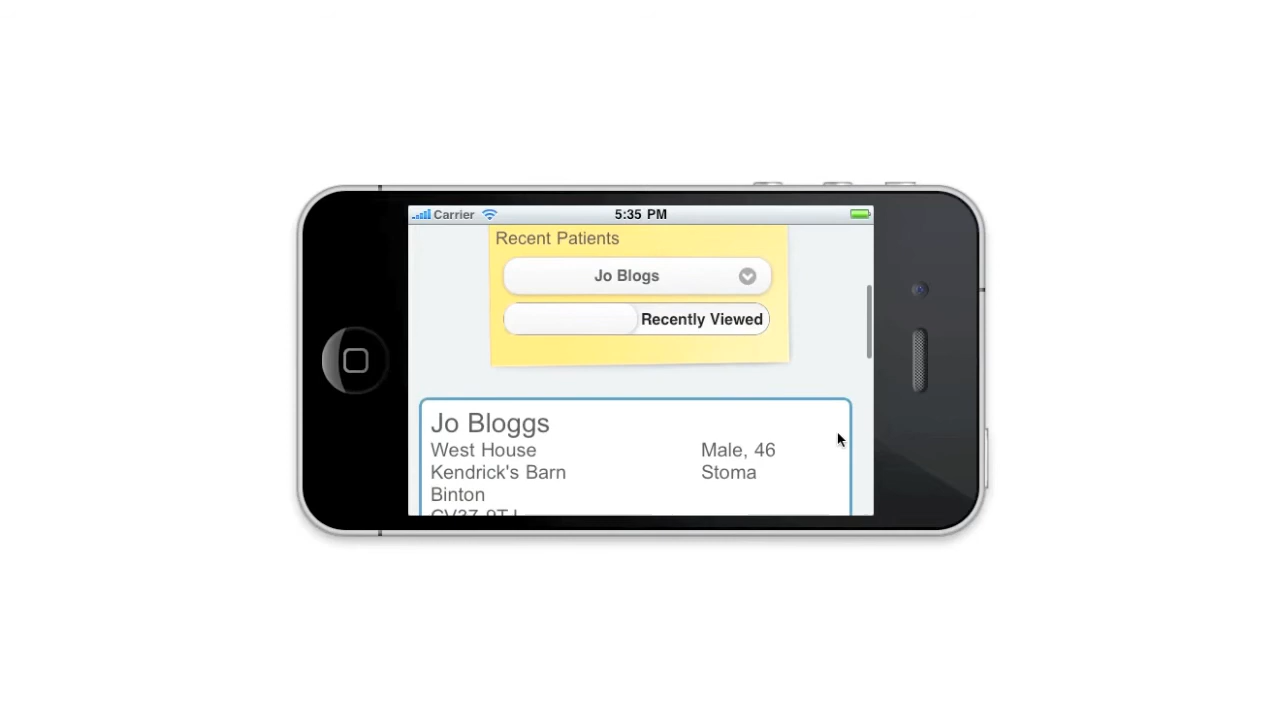 Carrier 5:35 PM
Recent Patients
Jo Blogs
Recently Viewed
Jo Bloggs
West House Male, 46
Kendrick's Barn Stoma
Binton